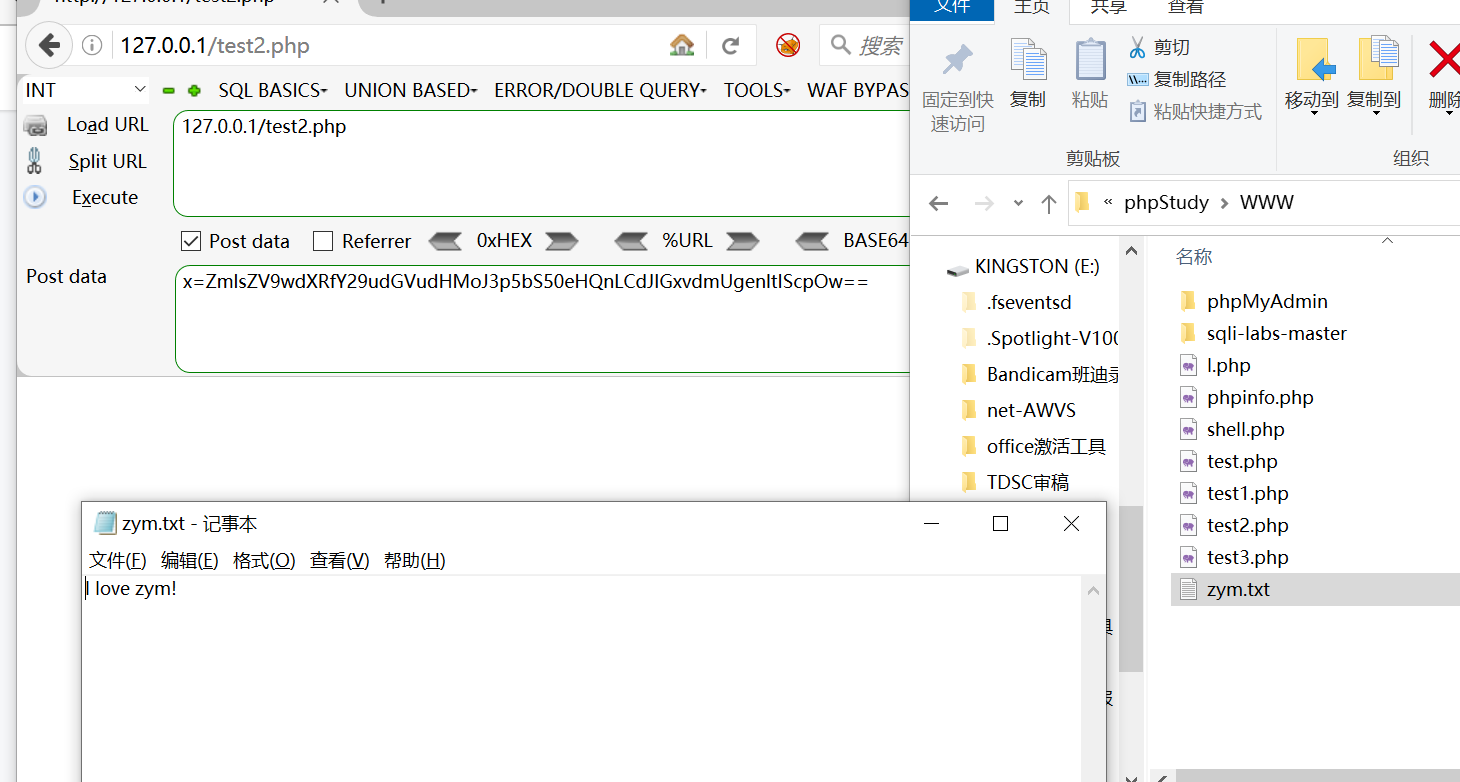 127.0.0.1/test2.php
搜索
INT
SQL BASICS
UNION BASED
ERROR/DOUBLE QUERY
TOOLS
WAF BYPAS
Load URL
127.0.0.1/test2.php
Split URL
Execute
Post data
Referrer
0xHEX
%URL
BASE64
Post data
x=ZmlsZV9wdXRfY29udGVudHMoJ3p5bS50eHQnLCdJIGxvdmUgenltIScpOw==
文件
主页
共享
查看
固定到快
速访问
复制
粘贴
剪切
复制路径
粘贴快捷方式
剪贴板
移动到
复制到
删除
组织
« phpStudy › WWW
KINGSTON (E:)
.fseventsd
.Spotlight-V100
Bandicam班迪录
net-AWVS
office激活工具
TDSC审稿
名称
phpMyAdmin
sqli-labs-master
l.php
phpinfo.php
shell.php
test.php
test1.php
test2.php
test3.php
zym.txt
zym.txt - 记事本
文件(F) 编辑(E) 格式(O) 查看(V) 帮助(H)
I love zym!